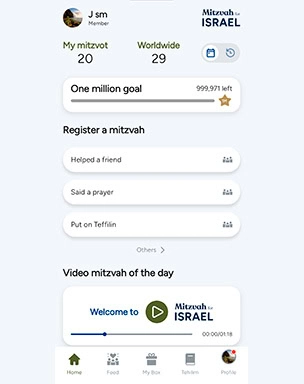 J sm
Member
Mitzvah for
ISRAEL
My mitzvot
20
Worldwide
29
One million goal
999,971 left
Register a mitzvah
Helped a friend
Said a prayer
Put on Teffilin
Others
Video mitzvah of the day
Welcome to
Mitzvah for
ISRAEL
00:00/01:18
Home
Food
My Box
Tehilim
Profile